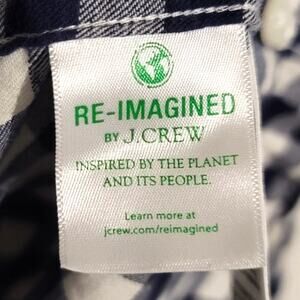 RE-IMAGINED
BY J.CREW
INSPIRED BY THE PLANET
AND ITS PEOPLE.
Learn more at
jcrew.com/reimagined